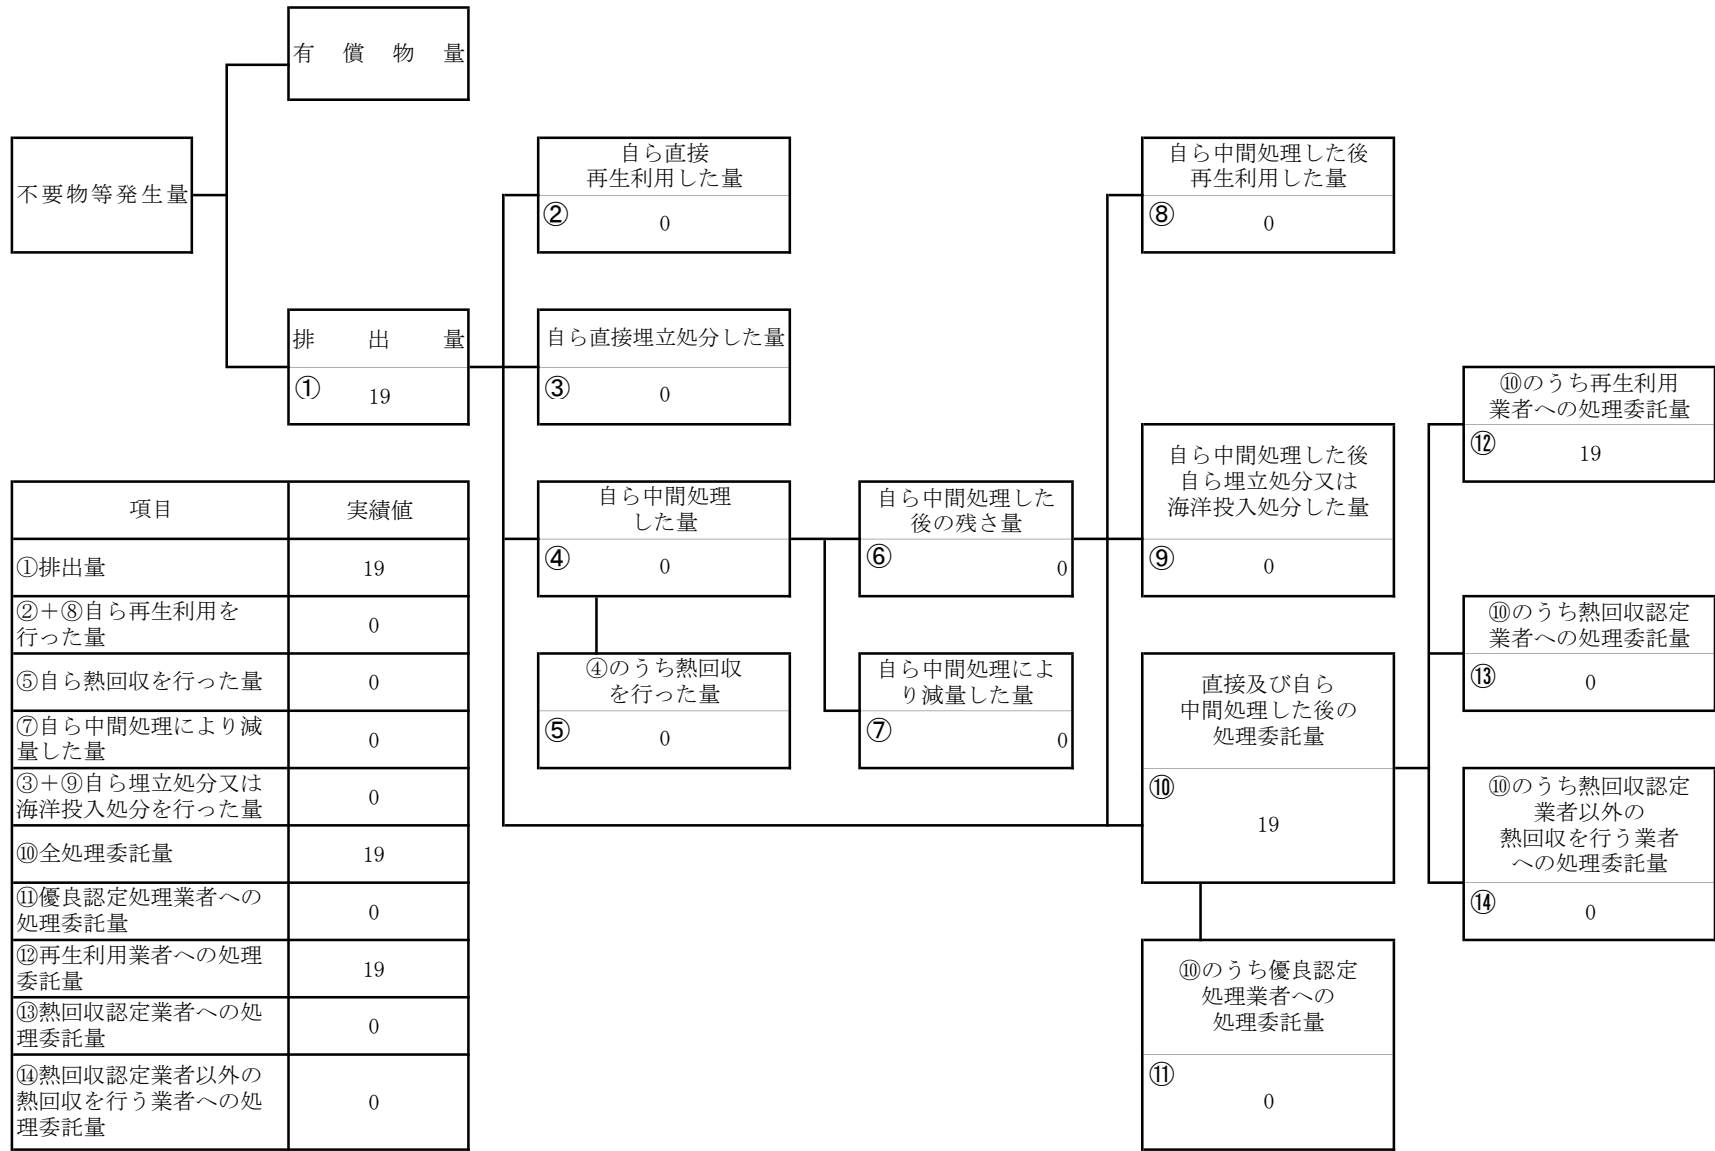 有償物量
不要物等発生量
排出量
① 19
自ら直接
再生利用した量
② 0
自ら直接埋立処分した量
③ 0
自ら中間処理
した量
④ 0
④のうち熱回収
を行った量
⑤ 0
自ら中間処理した
後の残さ量
⑥ 0
自ら中間処理によ
り減量した量
⑦ 0
自ら中間処理した後
再生利用した量
⑧ 0
自ら中間処理した後
自ら埋立処分又は
海洋投入処分した量
⑨ 0
直接及び自ら
中間処理した後の
処理委託量
⑩
19
⑩のうち優良認定
処理業者への
処理委託量
⑪
0
⑩のうち再生利用
業者への処理委託量
⑫ 19
⑩のうち熱回収認定
業者への処理委託量
⑬ 0
⑩のうち熱回収認定
業者以外の
熱回収を行う業者
への処理委託量
⑭ 0
項目 実績値
①排出量 19
②＋⑧自ら再生利用を
行った量 0
⑤自ら熱回収を行った量 0
⑦自ら中間処理により減
量した量 0
③＋⑨自ら埋立処分又は
海洋投入処分を行った量 0
⑩全処理委託量 19
⑪優良認定処理業者への
処理委託量 0
⑫再生利用業者への処理
委託量 19
⑬熱回収認定業者への処
理委託量 0
⑭熱回収認定業者以外の
熱回収を行う業者への処 0
理委託量